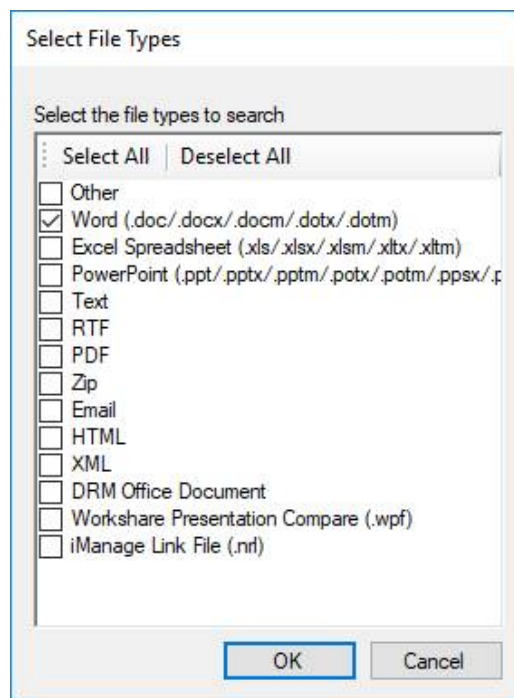 Select File Types
Select the file types to search
Select All Deselect All
Other
Word (.doc/.docx/.docm/.dotx/.dotm)
Excel Spreadsheet (.xls/.xlsx/.xlsm/.xltx/.xltm)
PowerPoint (.ppt/.pptx/.pptm/.potx/.potm/.ppsx/.p
Text
RTF
PDF
Zip
Email
HTML
XML
DRM Office Document
Workshare Presentation Compare (.wpf)
iManage Link File (.nrl)
OK Cancel